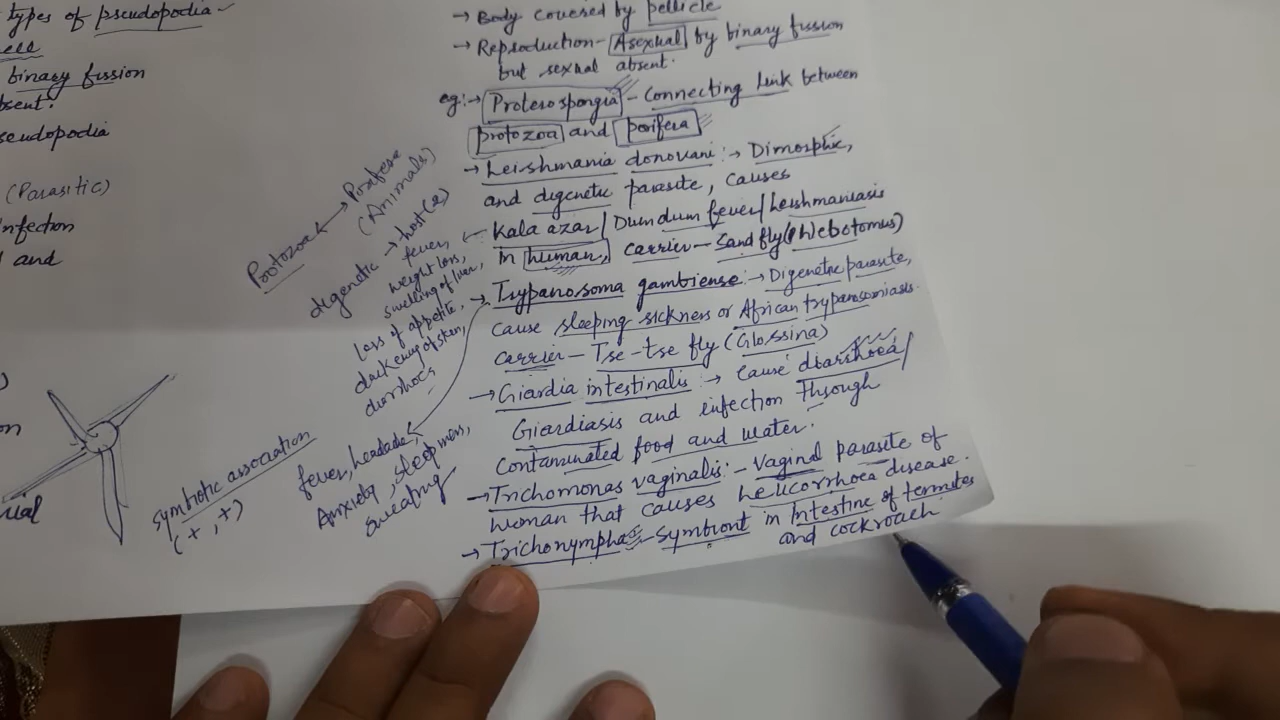 types of pseudopodia
binary fission
bsent.
seudopodia
(Parasitic)
infection
and
→ Body covered by pellicle
→ Reproduction- Asexual by binary fission
but sexual absent.
eg:→ Proterospongia - Connecting link between
protozoa and porifera
→ Leishmania donovani :→ Dimorphic,
and digenetic parasite, causes
Kala azar / Dum dum fever / Leishmaniasis
in human, carrier - Sand fly (Phlebotomus)
→ Trypanosoma gambiense :→ Digenetic parasite,
cause sleeping sickness or African trypanosomiasis.
carrier - Tse-tse fly (Glossina)
→ Giardia intestinalis :→ cause diarrhoea /
Giardiasis and infection through
Contaminated food and water.
→ Trichomonas vaginalis :- Vaginal parasite of
woman that causes leucorrhoea disease.
→ Trichonympha - Symbiont in Intestine of termites
and cockroach
Protozoa ↔ Porifera
(Animals)
digenetic → host (2)
fever,
weight loss,
swelling of liver,
loss of appetite,
darkening of skin,
diarrhoea
fever, headache,
Anxiety, sleepiness,
sweating
symbiotic association
(+, +)